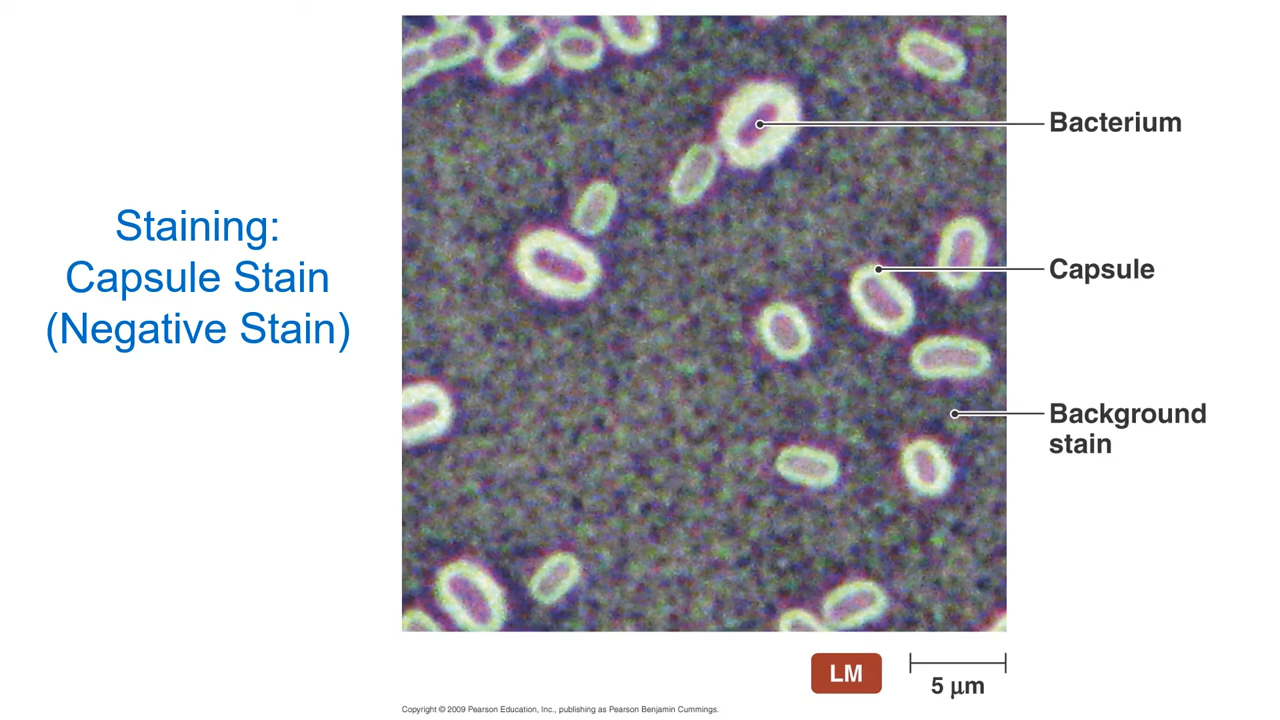 Staining:
Capsule Stain
(Negative Stain)
Bacterium
Capsule
Background
stain
LM
5 μm
Copyright © 2009 Pearson Education, Inc., publishing as Pearson Benjamin Cummings.